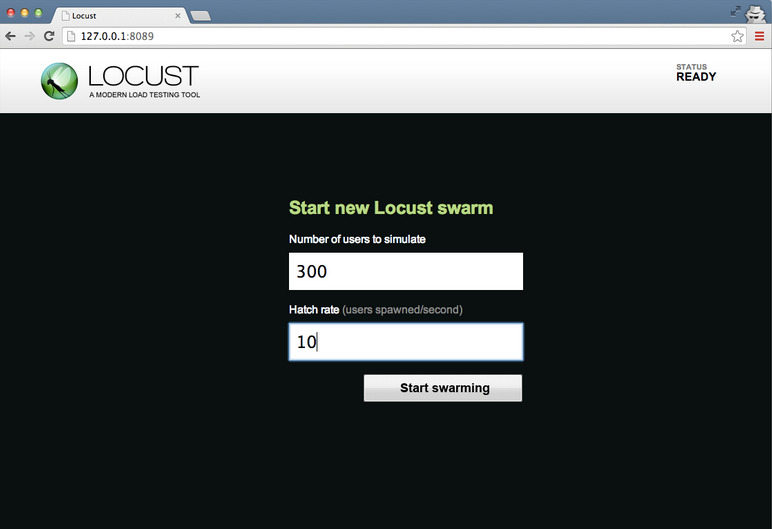 Locust
127.0.0.1:8089
LOCUST
A MODERN LOAD TESTING TOOL
STATUS
READY
Start new Locust swarm
Number of users to simulate
300
Hatch rate (users spawned/second)
10
Start swarming